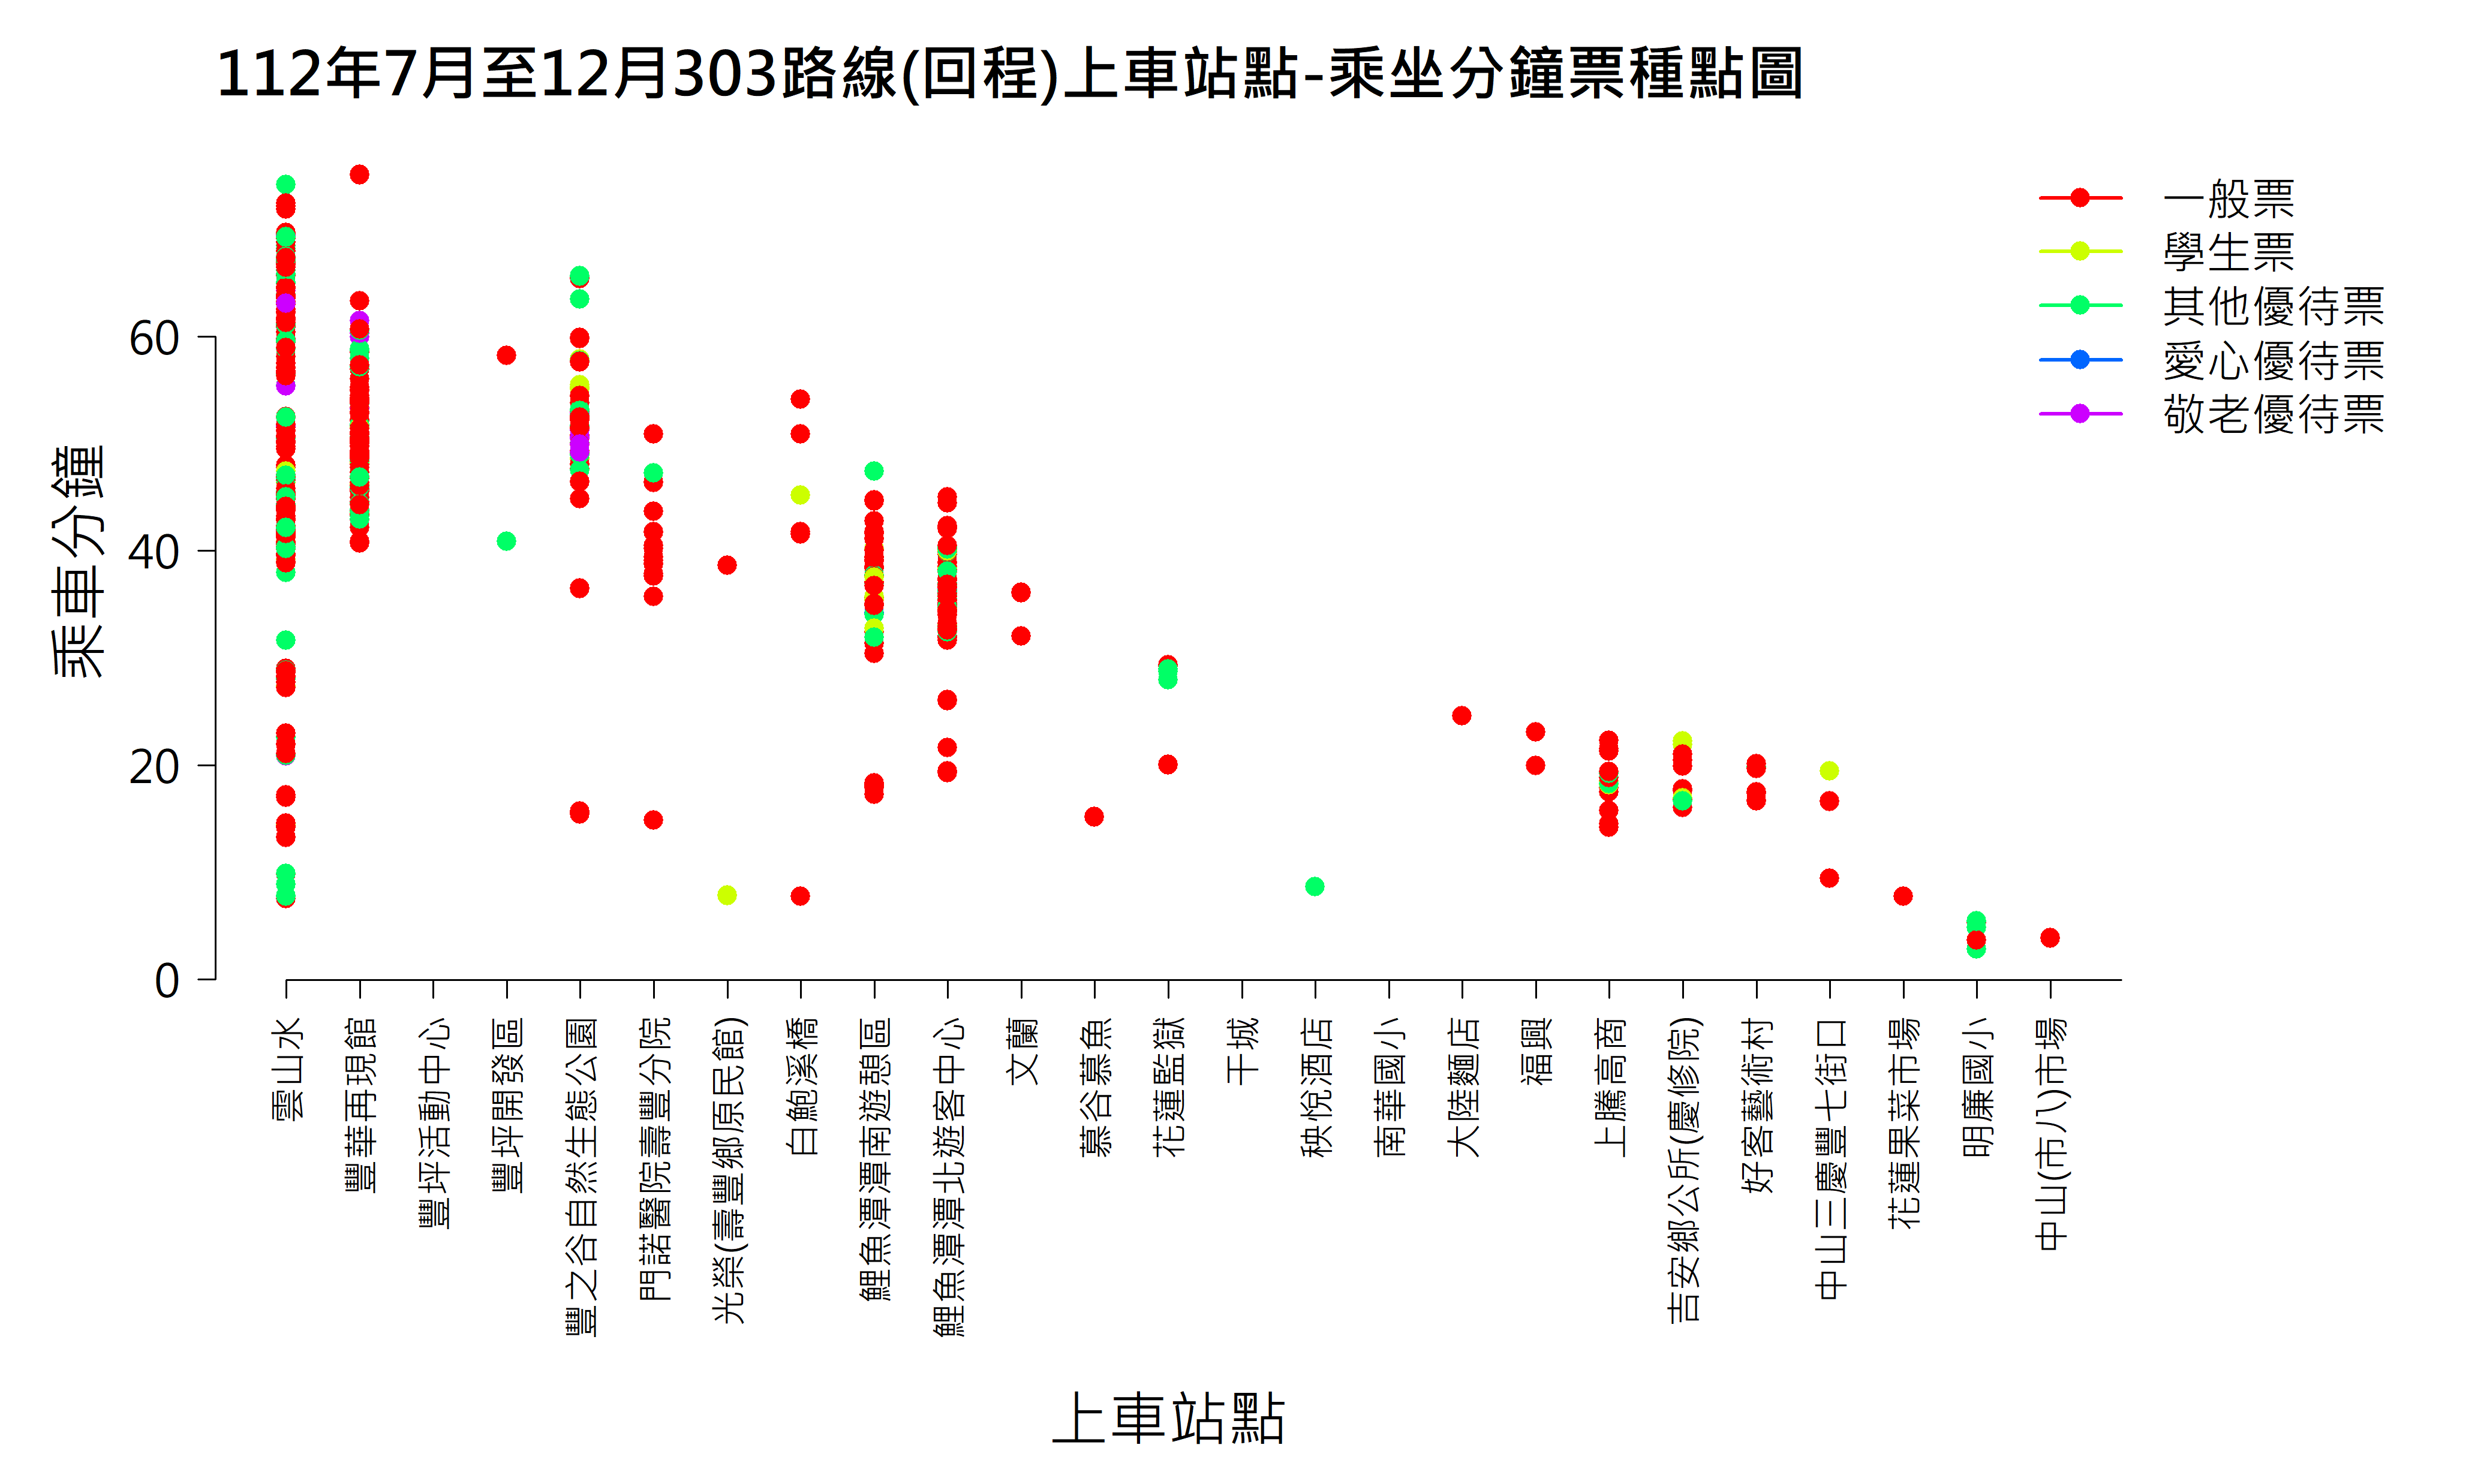 112年7月至12月303路線(回程)上車站點-乘坐分鐘票種點圖
一般票
學生票
其他優待票
愛心優待票
敬老優待票
乘車分鐘
60
40
20
0
雲山水
豐華再現館
豐坪活動中心
豐坪開發區
豐之谷自然生態公園
門諾醫院壽豐分院
光榮(壽豐鄉原民館)
白鮑溪橋
鯉魚潭潭南遊憩區
鯉魚潭潭北遊客中心
文蘭
慕谷慕魚
花蓮監獄
干城
秧悅酒店
南華國小
大陸麵店
福興
上騰高商
吉安鄉公所(慶修院)
好客藝術村
中山三慶豐七街口
花蓮果菜市場
明廉國小
中山(市八)市場
上車站點